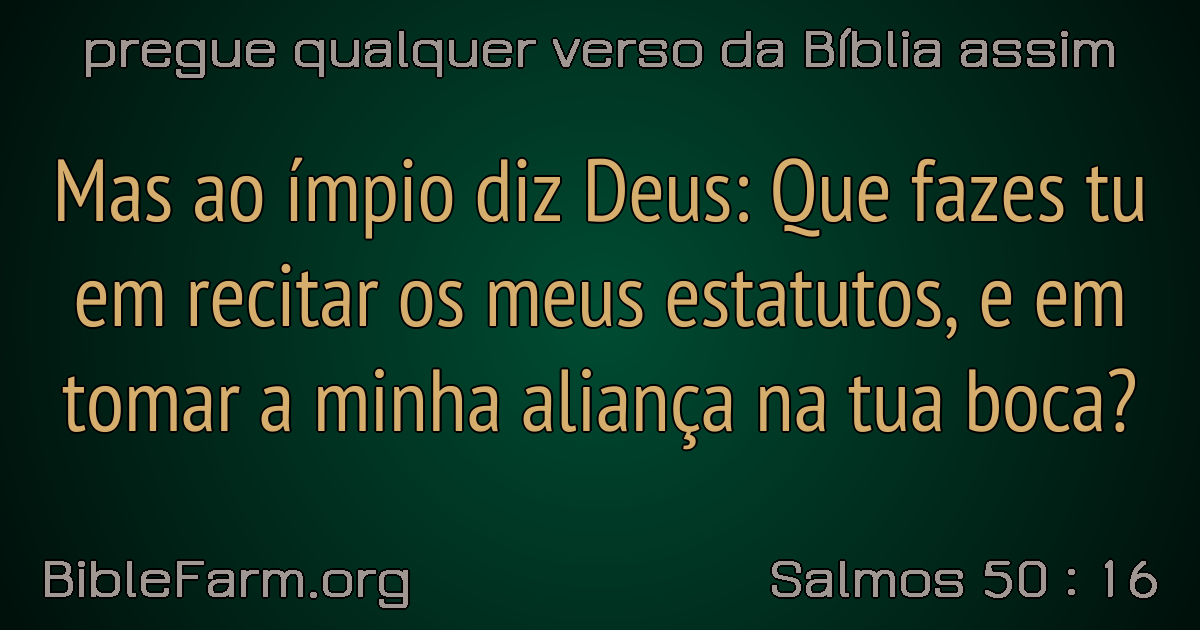 pregue qualquer verso da Bíblia assim
Mas ao ímpio diz Deus: Que fazes tu
em recitar os meus estatutos, e em
tomar a minha aliança na tua boca?
BibleFarm.org
Salmos 50 : 16